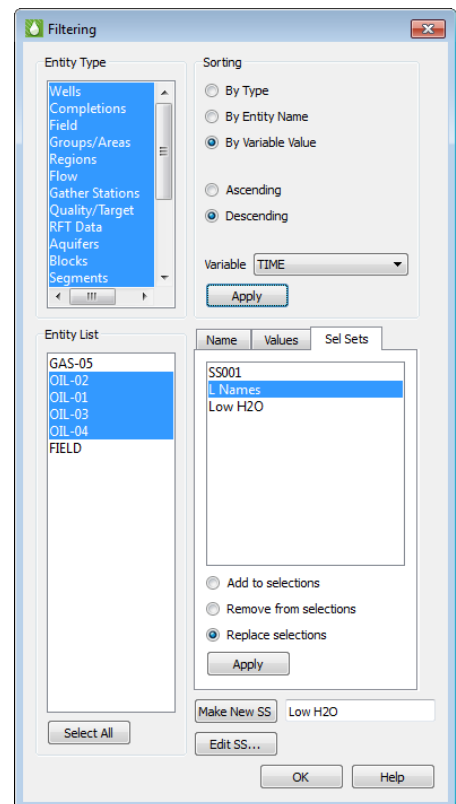 Filtering
Entity Type
Wells
Completions
Field
Groups/Areas
Regions
Flow
Gather Stations
Quality/Target
RFT Data
Aquifers
Blocks
Segments
Sorting
By Type
By Entity Name
By Variable Value
Ascending
Descending
Variable TIME
Apply
Entity List
GAS-05
OIL-02
OIL-01
OIL-03
OIL-04
FIELD
Select All
Name Values Sel Sets
SS001
L Names
Low H2O
Add to selections
Remove from selections
Replace selections
Apply
Make New SS Low H2O
Edit SS...
OK Help